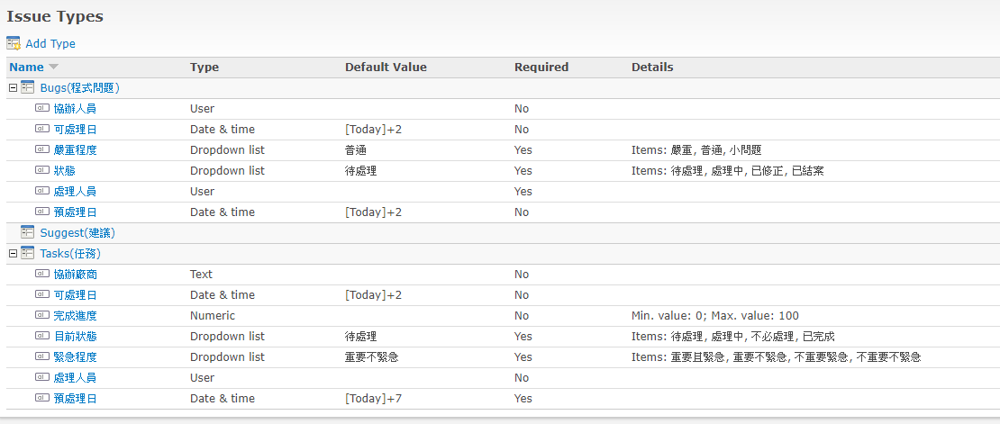 Issue Types
Add Type
Name Type Default Value Required Details
Bugs(程式問題)
協辦人員 User No
可處理日 Date & time [Today]+2 No
嚴重程度 Dropdown list 普通 Yes Items: 嚴重, 普通, 小問題
狀態 Dropdown list 待處理 Yes Items: 待處理, 處理中, 已修正, 已結案
處理人員 User Yes
預處理日 Date & time [Today]+2 No
Suggest(建議)
Tasks(任務)
協辦廠商 Text No
可處理日 Date & time [Today]+2 No
完成進度 Numeric No Min. value: 0; Max. value: 100
目前狀態 Dropdown list 待處理 Yes Items: 待處理, 處理中, 不必處理, 已完成
緊急程度 Dropdown list 重要不緊急 Yes Items: 重要且緊急, 重要不緊急, 不重要緊急, 不重要不緊急
處理人員 User No
預處理日 Date & time [Today]+7 Yes